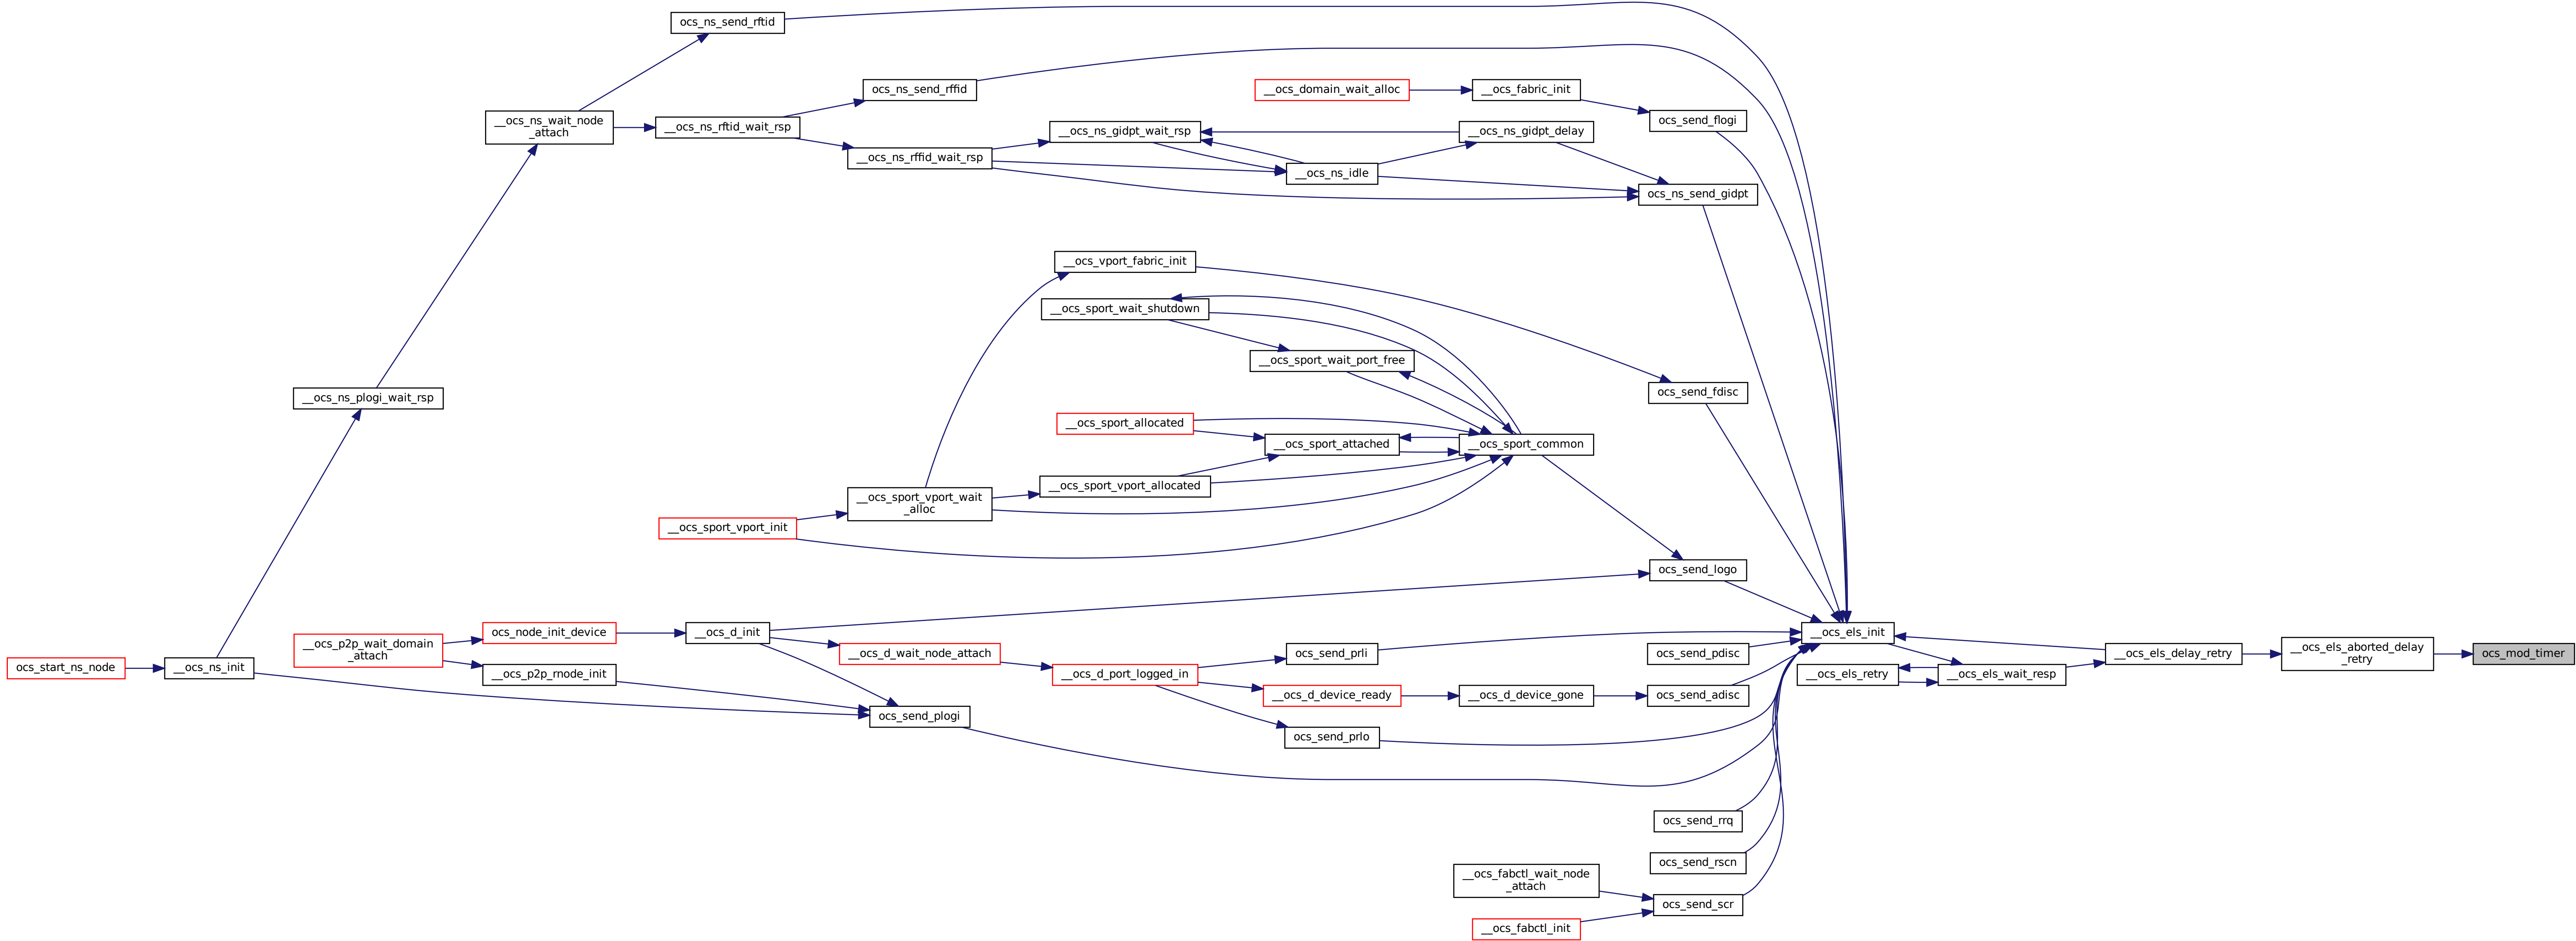 ocs_ns_send_rftid
ocs_ns_send_rffid
__ocs_domain_wait_alloc
__ocs_fabric_init
__ocs_ns_wait_node
_attach
__ocs_ns_rftid_wait_rsp
ocs_send_flogi
__ocs_ns_gidpt_wait_rsp
__ocs_ns_gidpt_delay
__ocs_ns_rffid_wait_rsp
__ocs_ns_idle
ocs_ns_send_gidpt
__ocs_vport_fabric_init
__ocs_sport_wait_shutdown
__ocs_sport_wait_port_free
ocs_send_fdisc
__ocs_ns_plogi_wait_rsp
__ocs_sport_allocated
__ocs_sport_attached
__ocs_sport_common
__ocs_sport_vport_allocated
__ocs_sport_vport_wait
_alloc
__ocs_sport_vport_init
ocs_send_logo
ocs_node_init_device
__ocs_d_init
__ocs_els_init
__ocs_p2p_wait_domain
_attach
__ocs_d_wait_node_attach
ocs_send_prli
ocs_send_pdisc
__ocs_els_delay_retry
__ocs_els_aborted_delay
_retry
ocs_mod_timer
ocs_start_ns_node
__ocs_ns_init
__ocs_p2p_rnode_init
__ocs_d_port_logged_in
__ocs_els_retry
__ocs_els_wait_resp
__ocs_d_device_ready
__ocs_d_device_gone
ocs_send_adisc
ocs_send_plogi
ocs_send_prlo
ocs_send_rrq
ocs_send_rscn
__ocs_fabctl_wait_node
_attach
ocs_send_scr
__ocs_fabctl_init